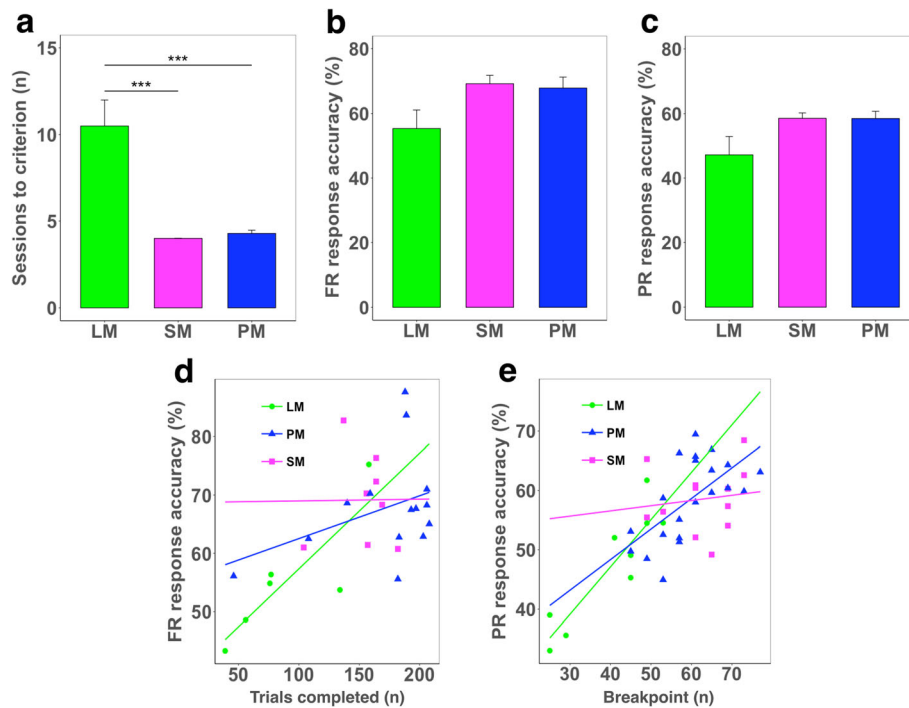 a
Sessions to criterion (n)
15
10
5
0
***
***
LM SM PM
b
FR response accuracy (%)
80
60
40
20
0
LM SM PM
c
PR response accuracy (%)
80
60
40
20
0
LM SM PM
d
FR response accuracy (%)
80
70
60
50
LM
PM
SM
50 100 150 200
Trials completed (n)
e
PR response accuracy (%)
70
60
50
40
LM
PM
SM
30 40 50 60 70
Breakpoint (n)